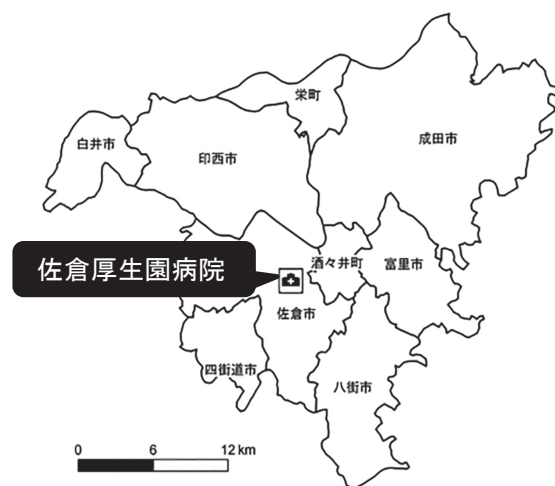 栄町
成田市
白井市
印西市
佐倉厚生園病院
酒々井町
富里市
佐倉市
四街道市
八街市
0 6 12 km